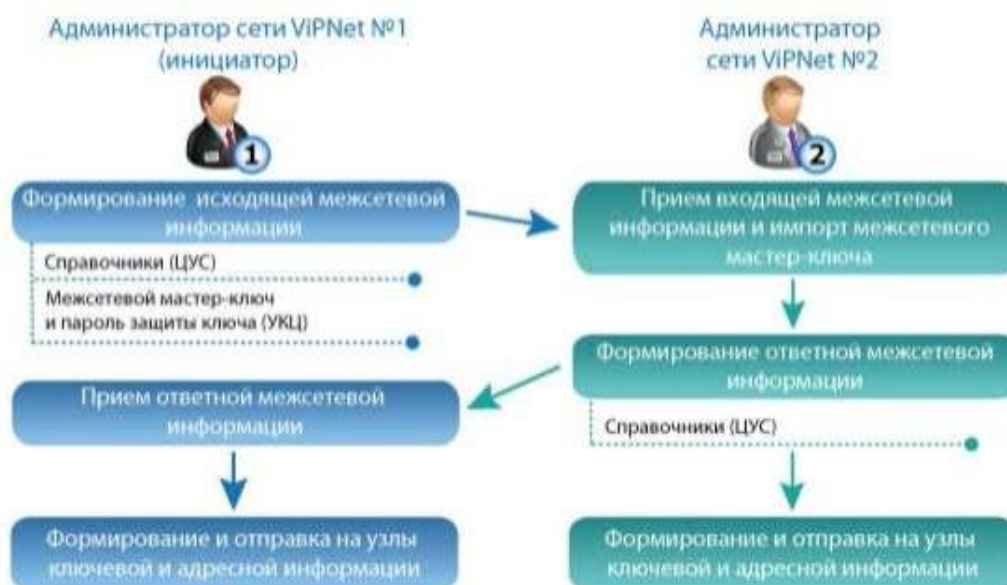 Администратор сети ViPNet №1
(инициатор)
1
Формирование исходящей межсетевой
информации
Справочники (ЦУС)
Межсетевой мастер-ключ
и пароль защиты ключа (УКЦ)
Прием ответной межсетевой
информации
Формирование и отправка на узлы
ключевой и адресной информации
Администратор
сети ViPNet №2
2
Прием входящей межсетевой
информации и импорт межсетевого
мастер-ключа
Формирование ответной межсетевой
информации
Справочники (ЦУС)
Формирование и отправка на узлы
ключевой и адресной информации